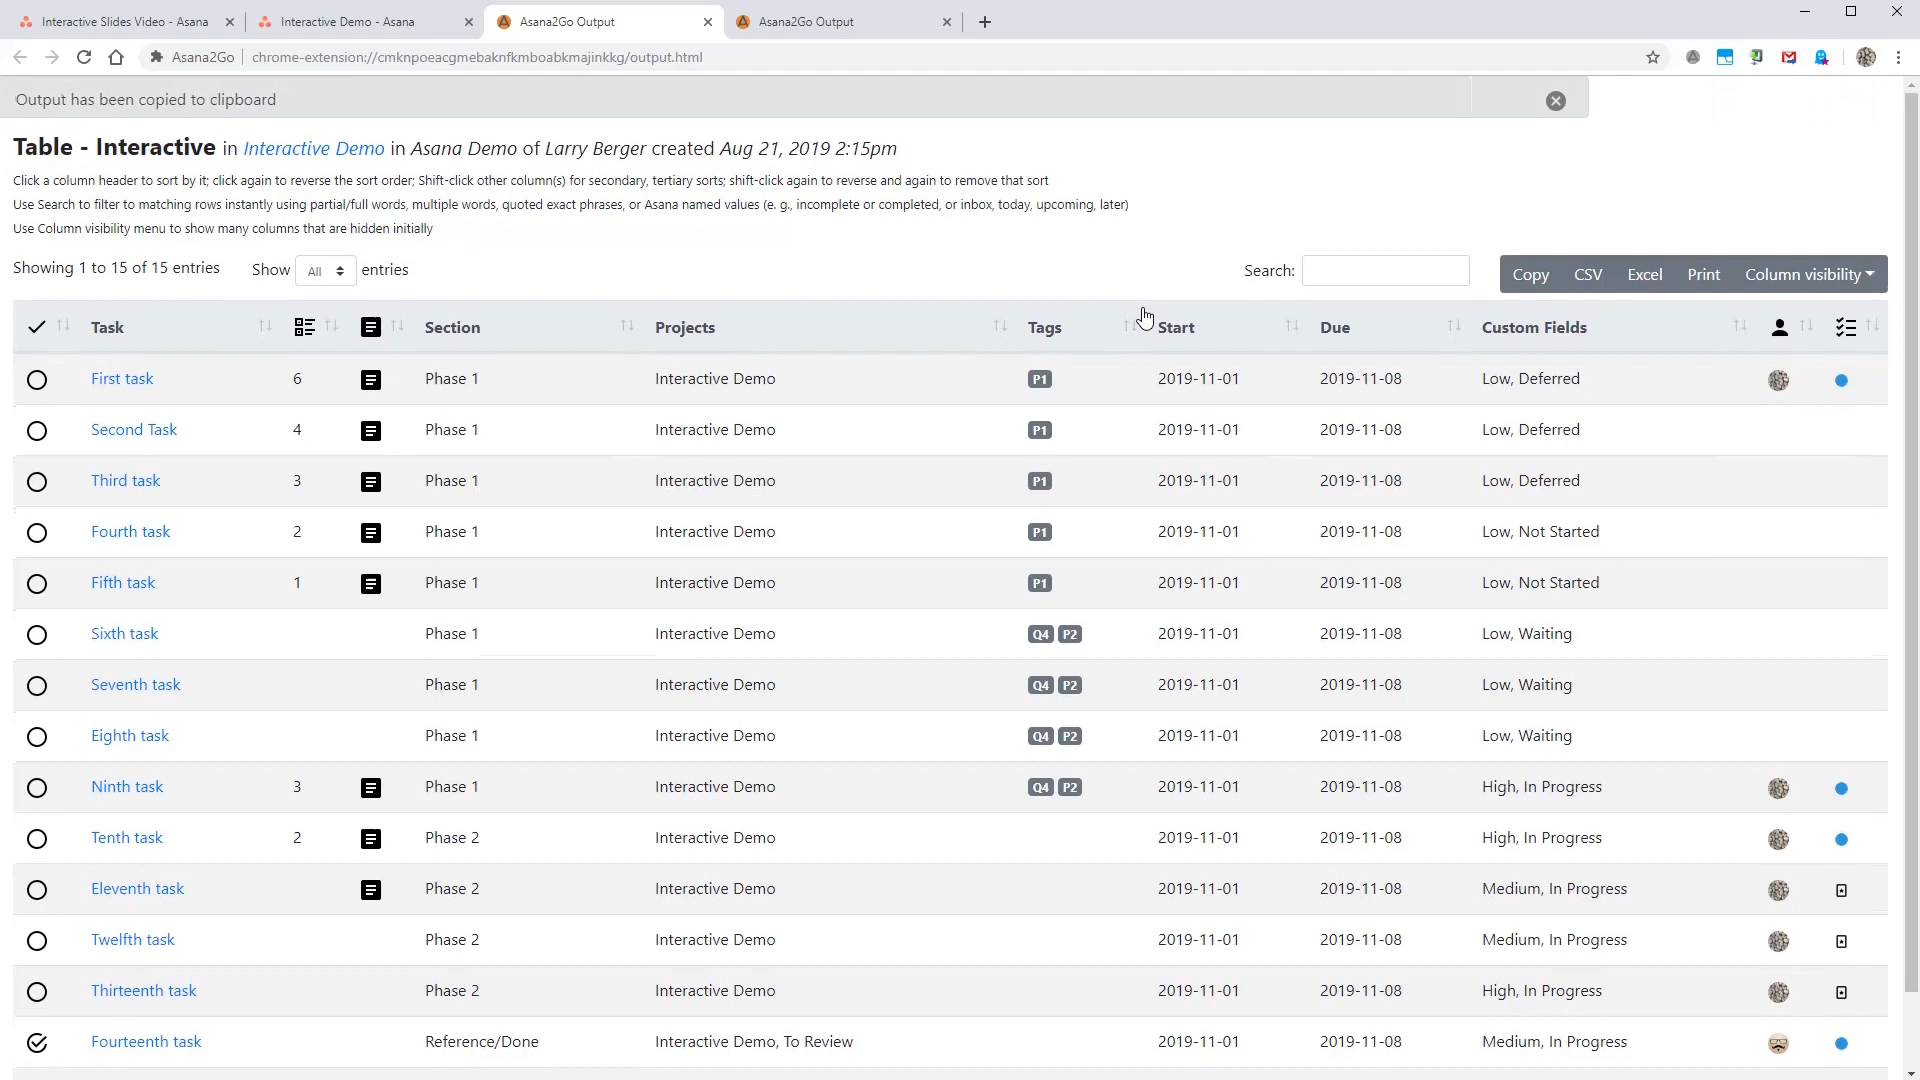 Interactive Slides Video - Asana
Interactive Demo - Asana
Asana2Go Output
Asana2Go Output
Asana2Go chrome-extension://cmknpoeacgmebaknfkmboabkmajinkkg/output.html
Output has been copied to clipboard
Table - Interactive in Interactive Demo in Asana Demo of Larry Berger created Aug 21, 2019 2:15pm
Click a column header to sort by it; click again to reverse the sort order; Shift-click other column(s) for secondary, tertiary sorts; shift-click again to reverse and again to remove that sort
Use Search to filter to matching rows instantly using partial/full words, multiple words, quoted exact phrases, or Asana named values (e. g., incomplete or completed, or inbox, today, upcoming, later)
Use Column visibility menu to show many columns that are hidden initially
Showing 1 to 15 of 15 entries Show All entries Search: Copy CSV Excel Print Column visibility
Task Section Projects Tags Start Due Custom Fields
First task 6 Phase 1 Interactive Demo P1 2019-11-01 2019-11-08 Low, Deferred
Second Task 4 Phase 1 Interactive Demo P1 2019-11-01 2019-11-08 Low, Deferred
Third task 3 Phase 1 Interactive Demo P1 2019-11-01 2019-11-08 Low, Deferred
Fourth task 2 Phase 1 Interactive Demo P1 2019-11-01 2019-11-08 Low, Not Started
Fifth task 1 Phase 1 Interactive Demo P1 2019-11-01 2019-11-08 Low, Not Started
Sixth task Phase 1 Interactive Demo Q4 P2 2019-11-01 2019-11-08 Low, Waiting
Seventh task Phase 1 Interactive Demo Q4 P2 2019-11-01 2019-11-08 Low, Waiting
Eighth task Phase 1 Interactive Demo Q4 P2 2019-11-01 2019-11-08 Low, Waiting
Ninth task 3 Phase 1 Interactive Demo Q4 P2 2019-11-01 2019-11-08 High, In Progress
Tenth task 2 Phase 2 Interactive Demo 2019-11-01 2019-11-08 High, In Progress
Eleventh task Phase 2 Interactive Demo 2019-11-01 2019-11-08 Medium, In Progress
Twelfth task Phase 2 Interactive Demo 2019-11-01 2019-11-08 Medium, In Progress
Thirteenth task Phase 2 Interactive Demo 2019-11-01 2019-11-08 High, In Progress
Fourteenth task Reference/Done Interactive Demo, To Review 2019-11-01 2019-11-08 Medium, In Progress